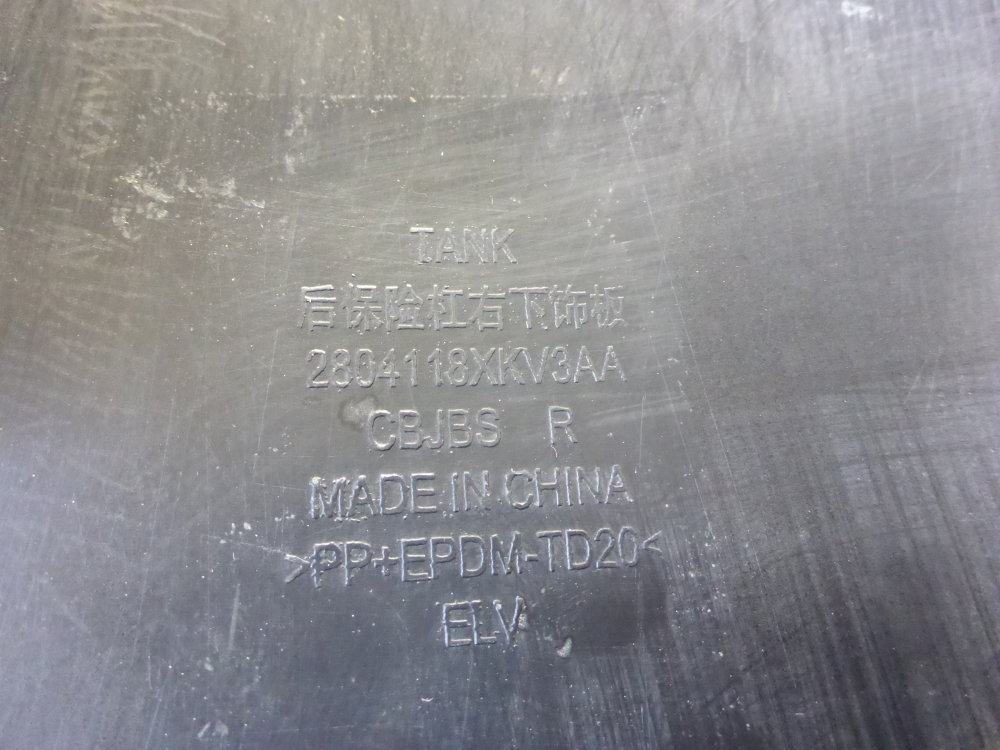 TANK
后保险杠右下饰板
2804118XKV3AA
CBJBS R
MADE IN CHINA
>PP+EPDM-TD20<
ELV